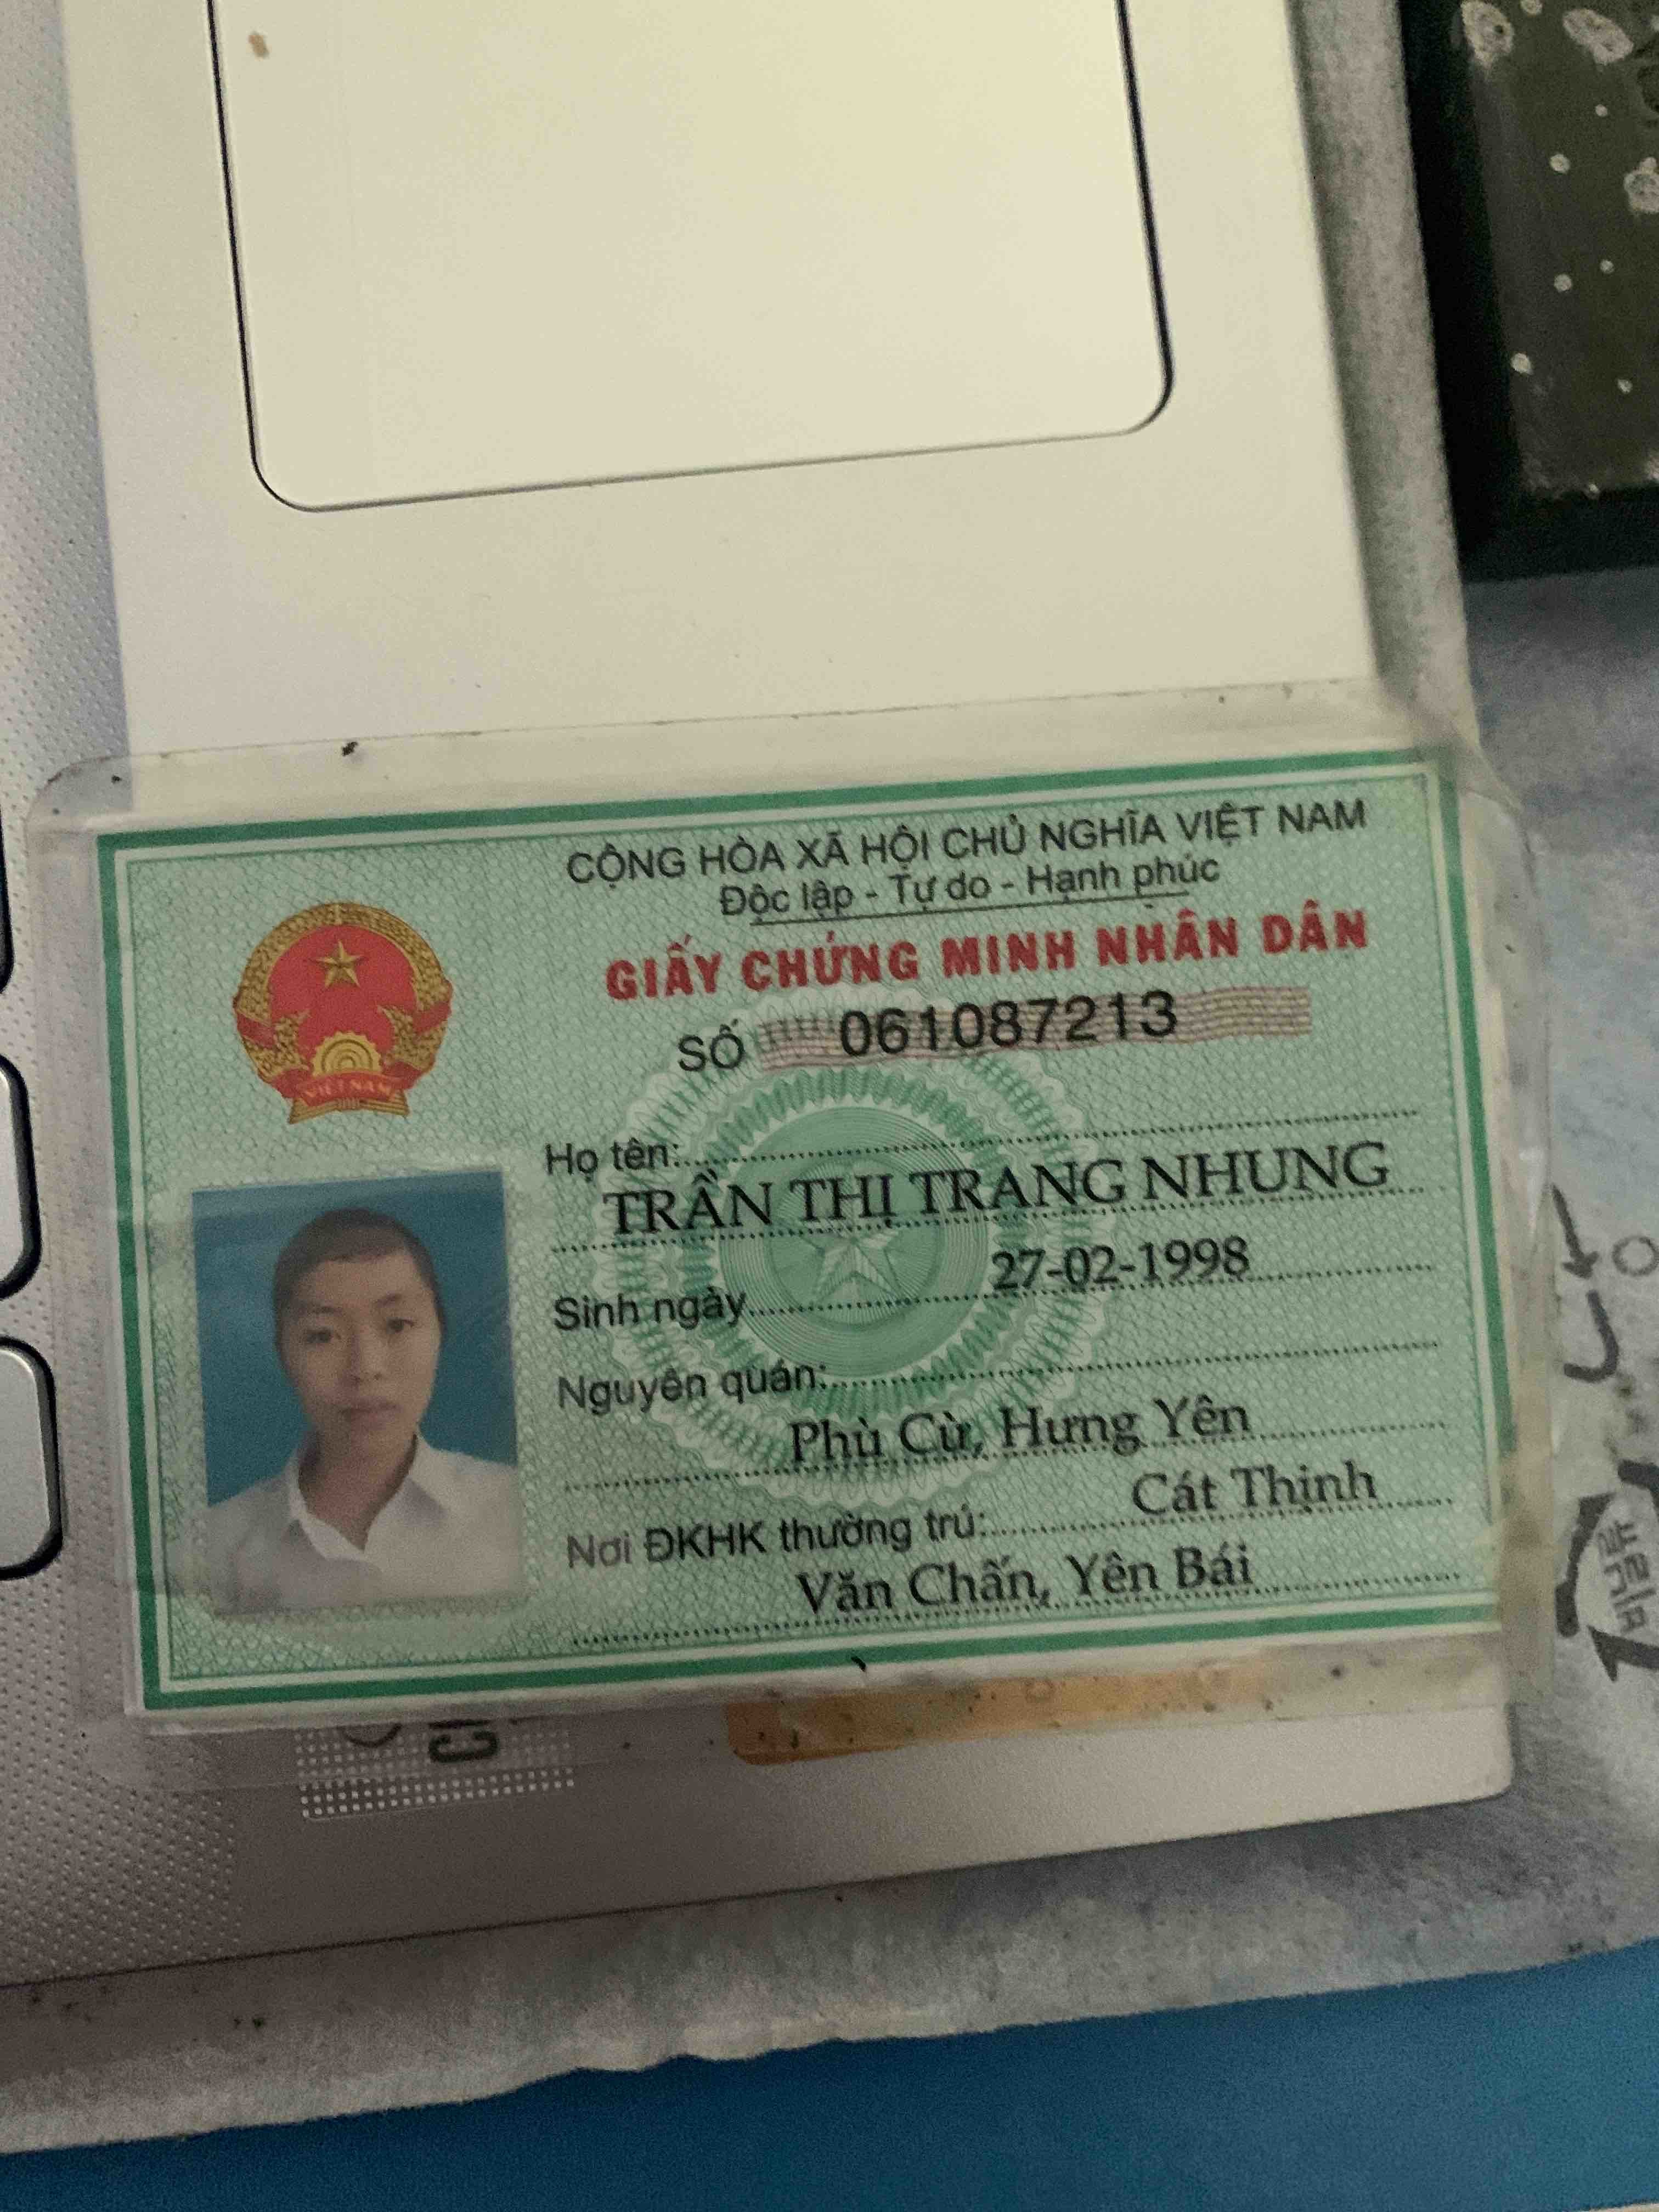 CỘNG HÒA XÃ HỘI CHỦ NGHĨA VIỆT NAM
Độc lập - Tự do - Hạnh phúc
GIẤY CHỨNG MINH NHÂN DÂN
SỐ 061087213
VIỆT NAM
Họ tên:
TRẦN THỊ TRANG NHUNG
Sinh ngày 27-02-1998
Nguyên quán:
Phù Cừ, Hưng Yên
Nơi ĐKHK thường trú: Cát Thịnh
Văn Chấn, Yên Bái